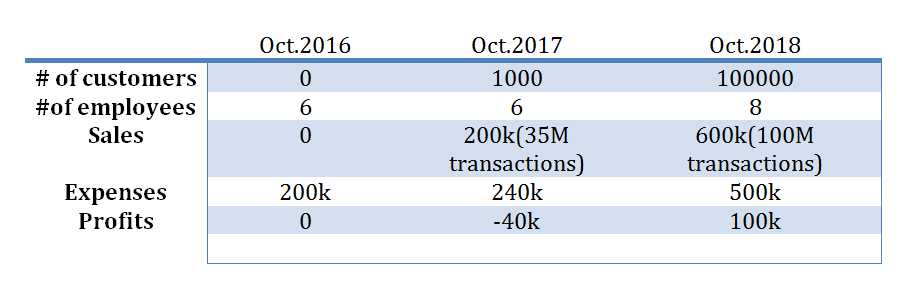 Oct.2016 Oct.2017 Oct.2018
# of customers 0 1000 100000
#of employees 6 6 8
Sales 0 200k(35M 600k(100M
transactions) transactions)
Expenses 200k 240k 500k
Profits 0 -40k 100k